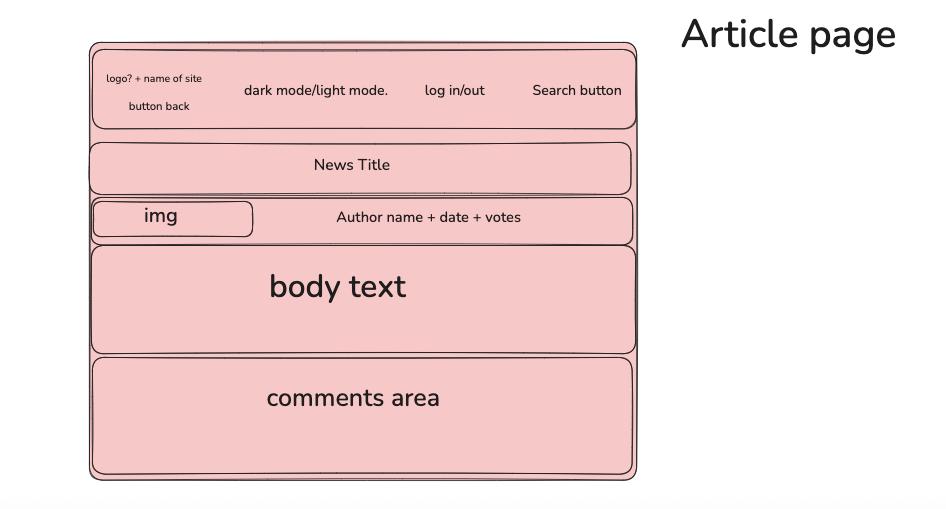 Article page
logo? + name of site
button back
dark mode/light mode.
log in/out
Search button
News Title
img
Author name + date + votes
body text
comments area